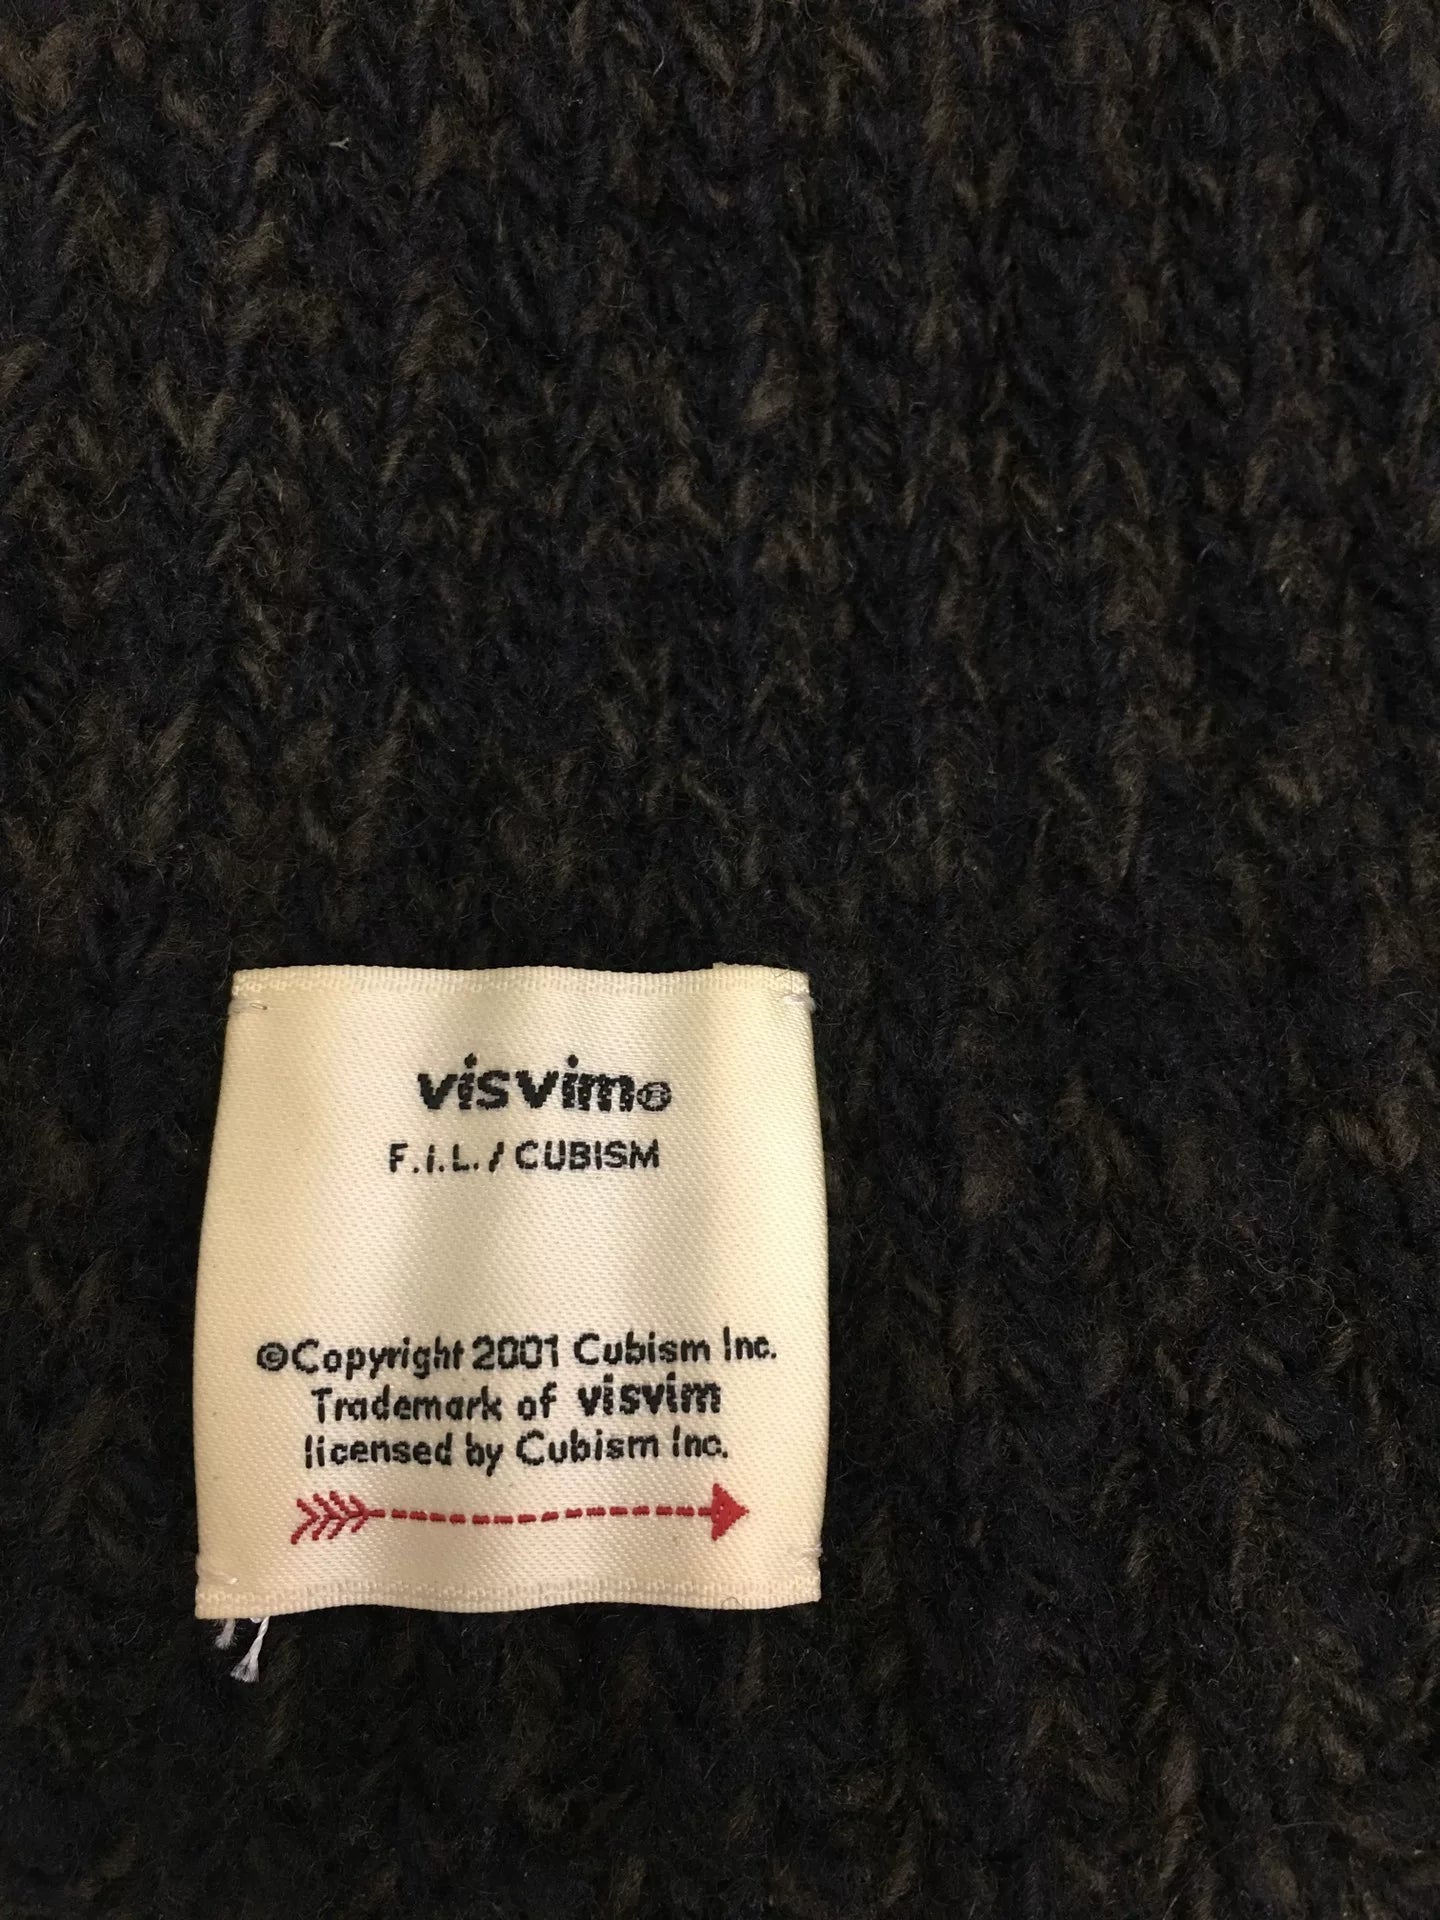 visvim®
F.I.L. / CUBISM
©Copyright 2001 Cubism Inc.
Trademark of visvim
licensed by Cubism Inc.